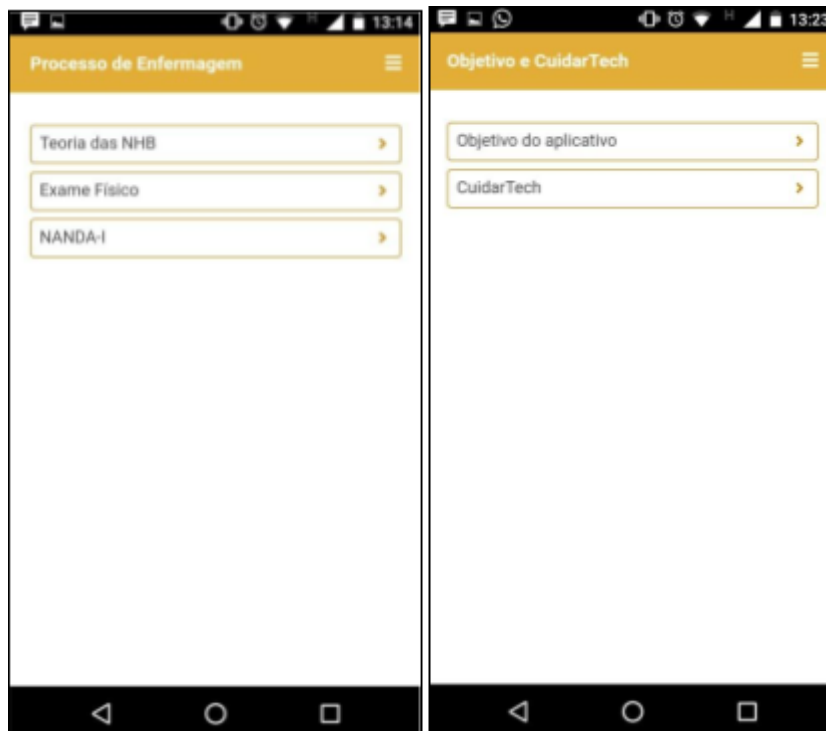 13:14
Processo de Enfermagem
Teoria das NHB
Exame Físico
NANDA-I
H
13:23
Objetivo e CuidarTech
Objetivo do aplicativo
CuidarTech
H